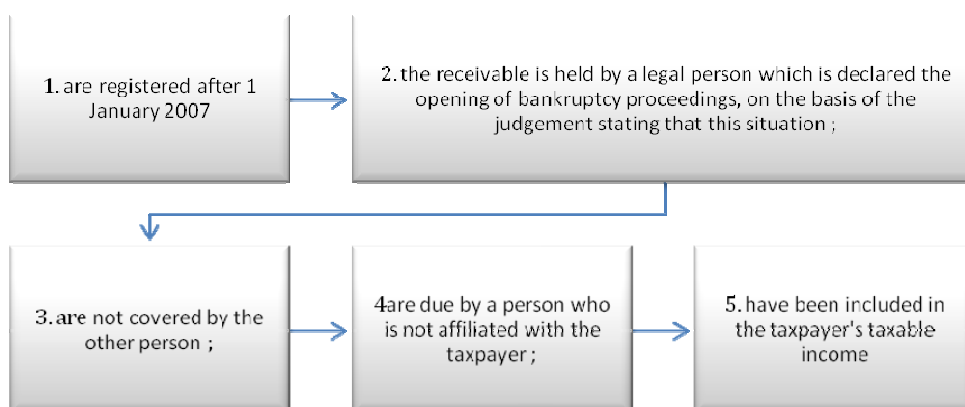 1. are registered after 1
January 2007
2. the receivable is held by a legal person which is declared the
opening of bankruptcy proceedings, on the basis of the
judgement stating that this situation ;
3. are not covered by the
other person ;
4are due by a person who
is not affiliated with the
taxpayer ;
5. have been included in
the taxpayer's taxable
income